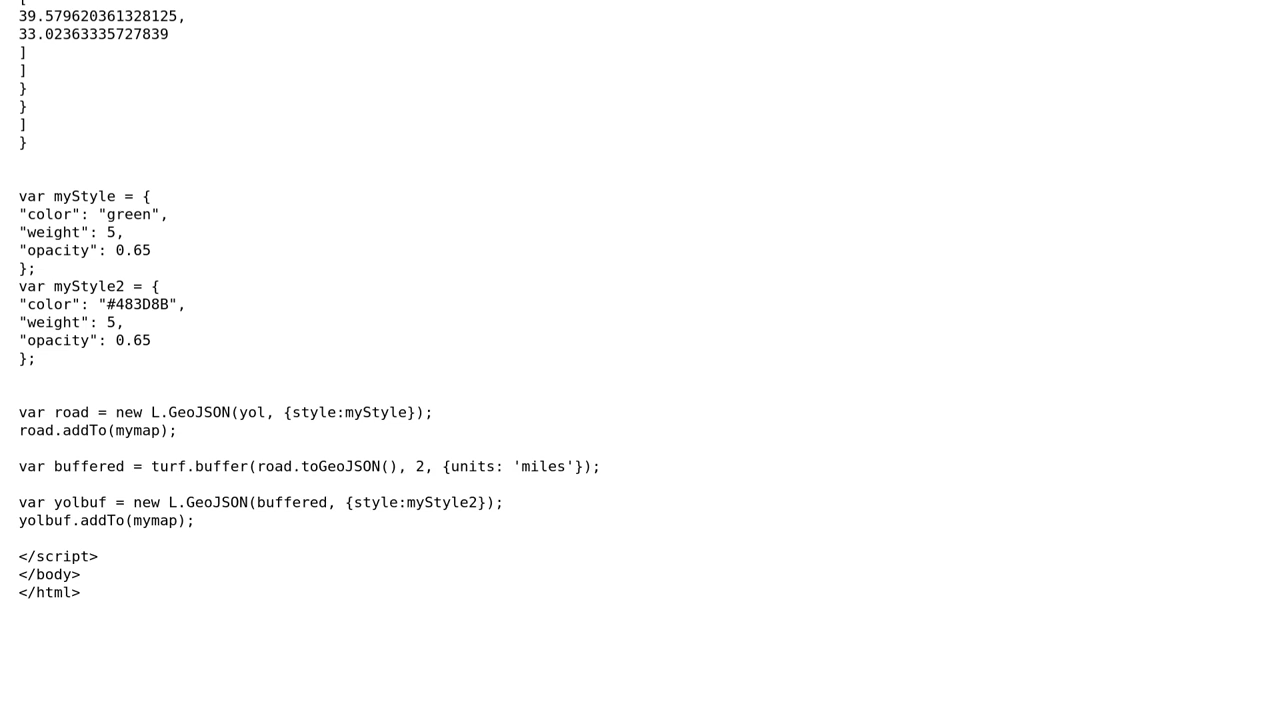 [
39.579620361328125,
33.02363335727839
]
]
}
}
]
}
var myStyle = {
"color": "green",
"weight": 5,
"opacity": 0.65
};
var myStyle2 = {
"color": "#483D8B",
"weight": 5,
"opacity": 0.65
};
var road = new L.GeoJSON(yol, {style:myStyle});
road.addTo(mymap);
var buffered = turf.buffer(road.toGeoJSON(), 2, {units: 'miles'});
var yolbuf = new L.GeoJSON(buffered, {style:myStyle2});
yolbuf.addTo(mymap);
</script>
</body>
</html>